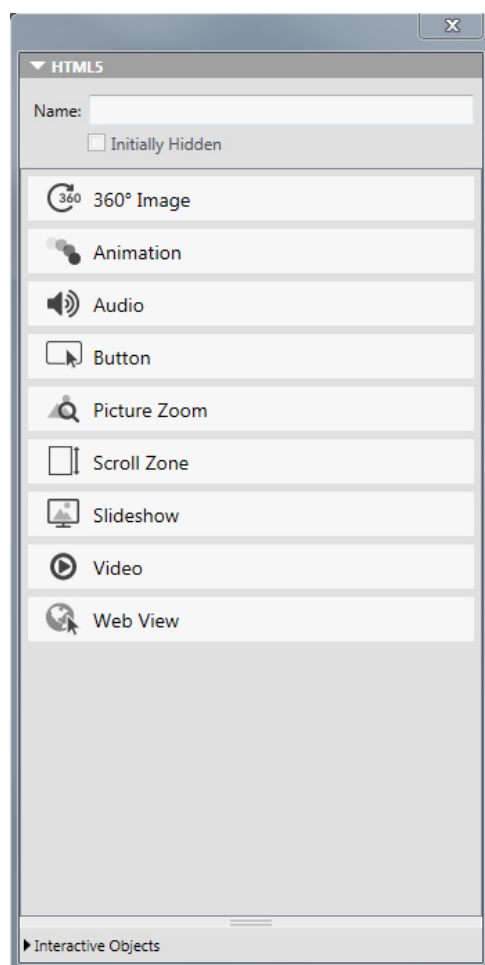 HTML5
Name:
Initially Hidden
360 360° Image
Animation
Audio
Button
Picture Zoom
Scroll Zone
Slideshow
Video
Web View
Interactive Objects